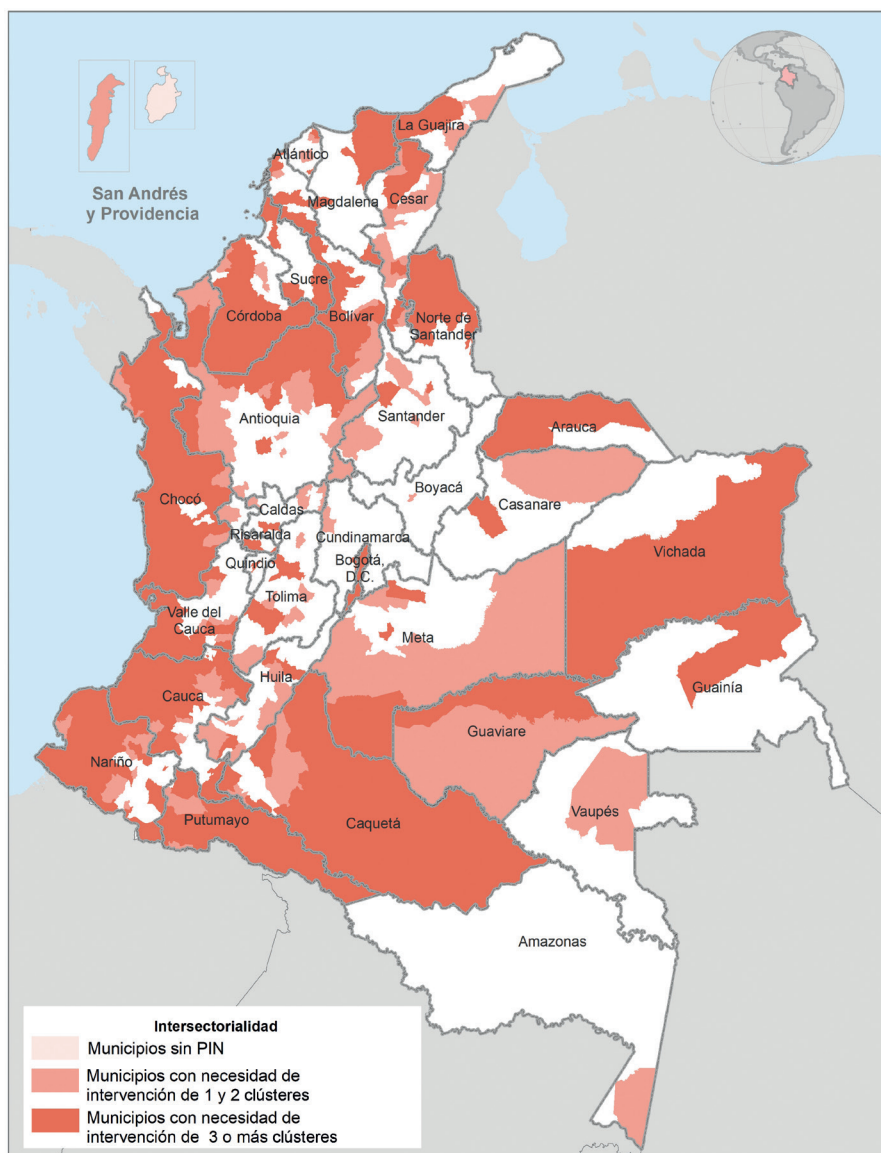 San Andrés
y Providencia
La Guajira
Atlántico
Magdalena
Cesar
Sucre
Córdoba
Bolívar
Norte de
Santander
Antioquia
Santander
Arauca
Chocó
Boyacá
Casanare
Caldas
Risaralda
Cundinamarca
Vichada
Quindio
Bogotá,
D.C.
Tolima
Valle del
Cauca
Meta
Huila
Cauca
Guainía
Guaviare
Nariño
Vaupés
Putumayo
Caquetá
Amazonas
Intersectorialidad
Municipios sin PIN
Municipios con necesidad de
intervención de 1 y 2 clústeres
Municipios con necesidad de
intervención de 3 o más clústeres